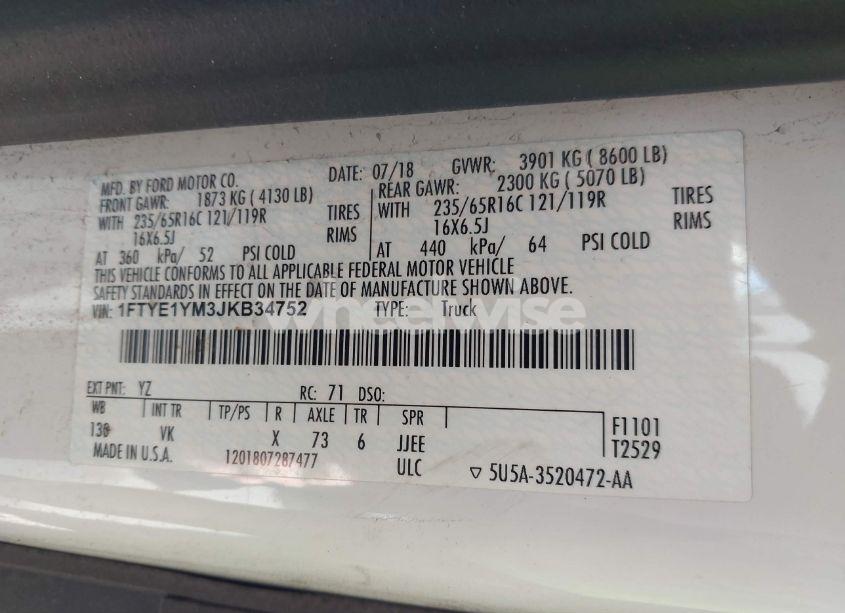 MFD. BY FORD MOTOR CO. DATE: 07/18 GVWR: 3901 KG ( 8600 LB)
FRONT GAWR: 1873 KG ( 4130 LB) REAR GAWR: 2300 KG ( 5070 LB)
WITH 235/65R16C 121/119R TIRES WITH 235/65R16C 121/119R TIRES
16X6.5J RIMS 16X6.5J RIMS
AT 360 kPa/ 52 PSI COLD AT 440 kPa/ 64 PSI COLD
THIS VEHICLE CONFORMS TO ALL APPLICABLE FEDERAL MOTOR VEHICLE
SAFETY STANDARDS IN EFFECT ON THE DATE OF MANUFACTURE SHOWN ABOVE.
VIN: 1FTYE1YM3JKB34752 TYPE: Truck
wheelwise
EXT PNT: YZ RC: 71 DSO:
WB INT TR TP/PS R AXLE TR SPR
130 VK X 73 6 JJEE
F1101
T2529
MADE IN U.S.A. 1201807287477 ULC
▽ 5U5A-3520472-AA